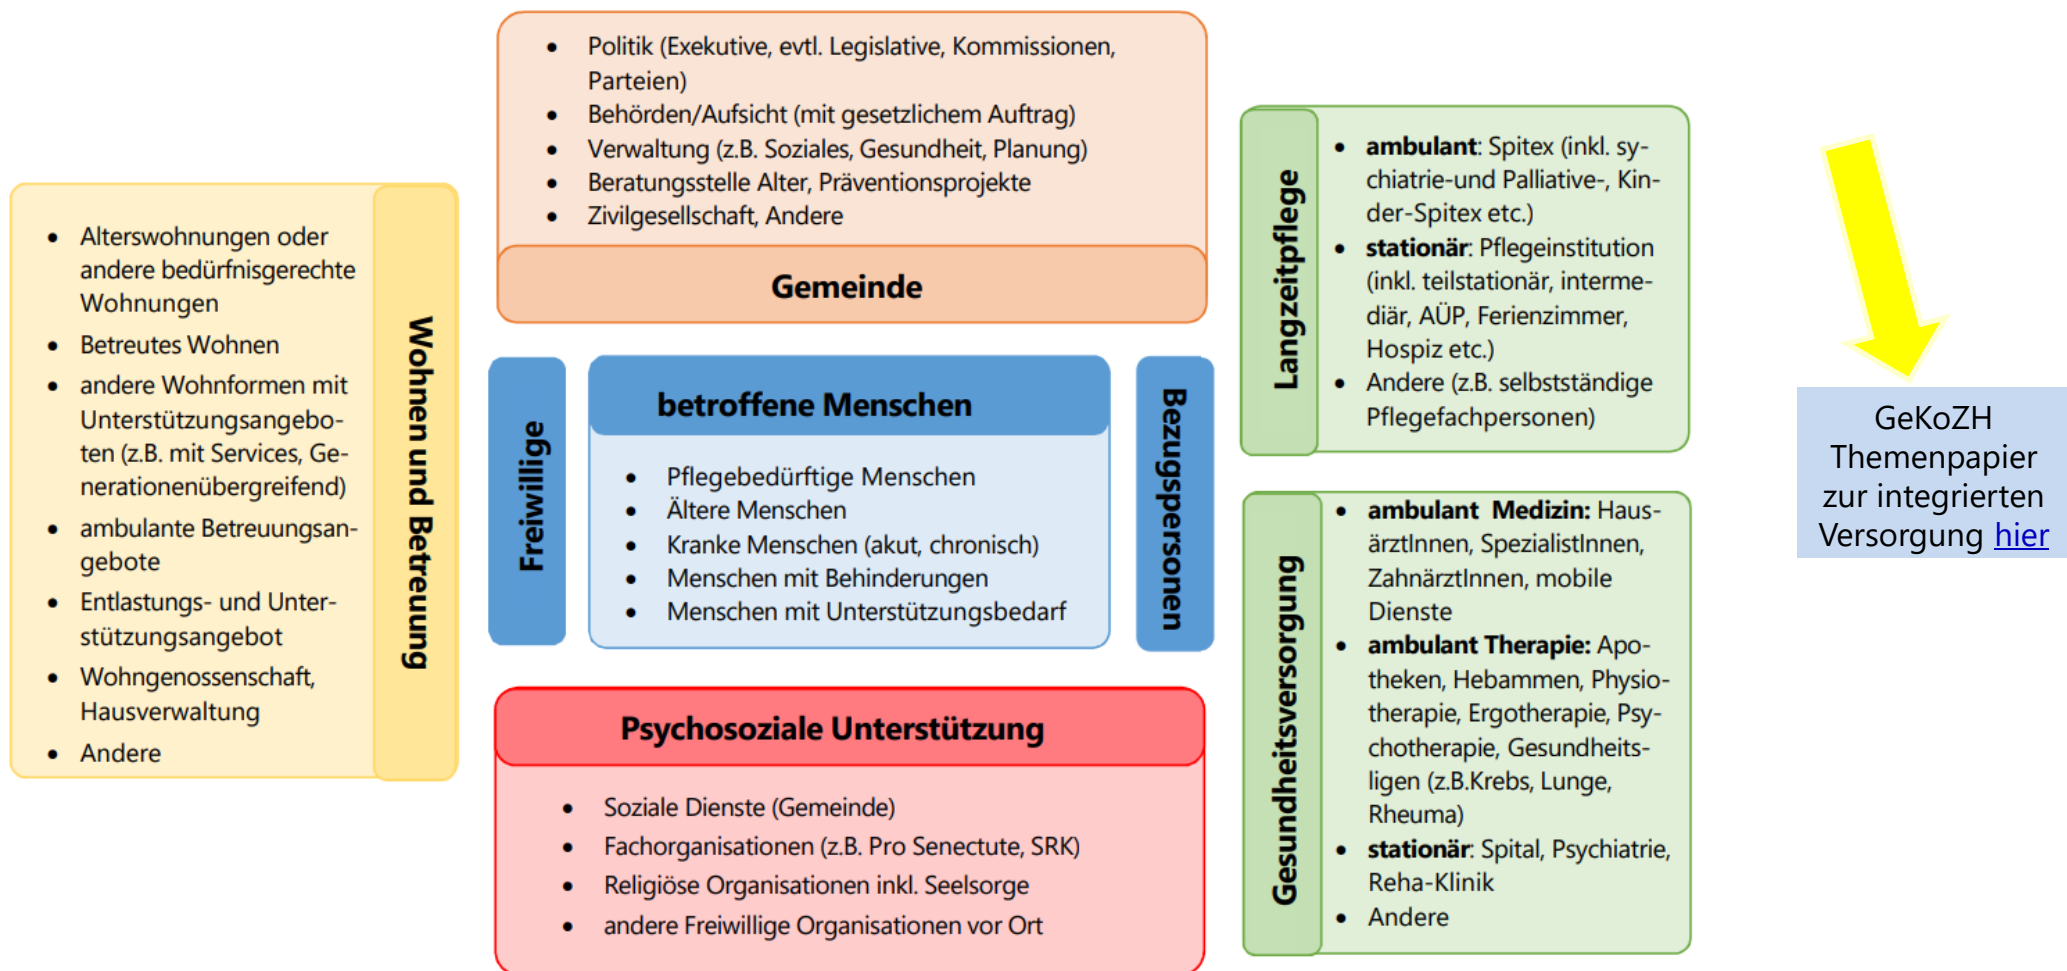 • Politik (Exekutive, evtl. Legislative, Kommissionen,
Parteien)
• Behörden/Aufsicht (mit gesetzlichem Auftrag)
• Verwaltung (z.B. Soziales, Gesundheit, Planung)
• Beratungsstelle Alter, Präventionsprojekte
• Zivilgesellschaft, Andere
Gemeinde
• Alterswohnungen oder
andere bedürfnisgerechte
Wohnungen
• Betreutes Wohnen
• andere Wohnformen mit
Unterstützungsangebo-
ten (z.B. mit Services, Ge-
nerationenübergreifend)
• ambulante Betreuungsan-
gebote
• Entlastungs- und Unter-
stützungsangebot
• Wohngenossenschaft,
Hausverwaltung
• Andere
Wohnen und Betreuung
Freiwillige
betroffene Menschen
• Pflegebedürftige Menschen
• Ältere Menschen
• Kranke Menschen (akut, chronisch)
• Menschen mit Behinderungen
• Menschen mit Unterstützungsbedarf
Bezugspersonen
Psychosoziale Unterstützung
• Soziale Dienste (Gemeinde)
• Fachorganisationen (z.B. Pro Senectute, SRK)
• Religiöse Organisationen inkl. Seelsorge
• andere Freiwillige Organisationen vor Ort
Langzeitpflege
• ambulant: Spitex (inkl. sy-
chiatrie-und Palliative-, Kin-
der-Spitex etc.)
• stationär: Pflegeinstitution
(inkl. teilstationär, interme-
diär, AÜP, Ferienzimmer,
Hospiz etc.)
• Andere (z.B. selbstständige
Pflegefachpersonen)
Gesundheitsversorgung
• ambulant Medizin: Haus-
ärztInnen, SpezialistInnen,
ZahnärztInnen, mobile
Dienste
• ambulant Therapie: Apo-
theken, Hebammen, Physio-
therapie, Ergotherapie, Psy-
chotherapie, Gesundheits-
ligen (z.B.Krebs, Lunge,
Rheuma)
• stationär: Spital, Psychiatrie,
Reha-Klinik
• Andere
GeKoZH
Themenpapier
zur integrierten
Versorgung hier